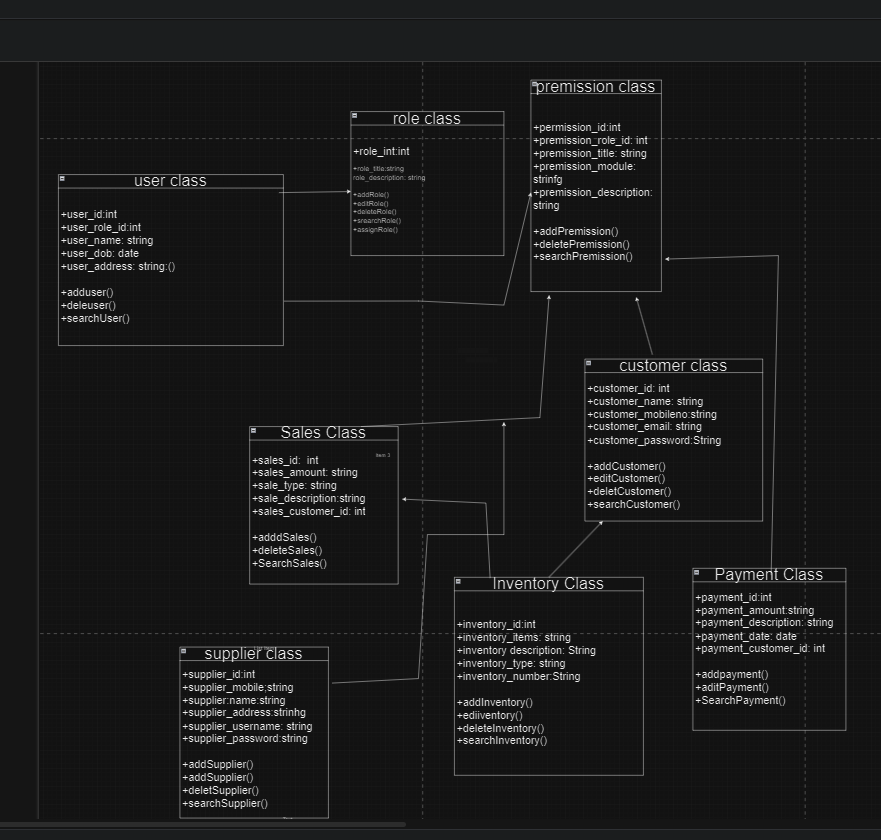 premission class
+permission_id:int
+premission_role_id: int
+premission_title: string
+premission_module:
strinfg
+premission_description:
string
+addPremission()
+deletePremission()
+searchPremission()
role class
+role_int:int
+role_title:string
role_description: string
+addRole()
+editRole()
+deleteRole()
+srearchRole()
+assignRole()
user class
+user_id:int
+user_role_id:int
+user_name: string
+user_dob: date
+user_address: string:()
+adduser()
+deleuser()
+searchUser()
customer class
+customer_id: int
+customer_name: string
+customer_mobileno:string
+customer_email: string
+customer_password:String
+addCustomer()
+editCustomer()
+deletCustomer()
+searchCustomer()
Sales Class
Item 3
+sales_id: int
+sales_amount: string
+sale_type: string
+sale_description:string
+sales_customer_id: int
+adddSales()
+deleteSales()
+SearchSales()
Inventory Class
+inventory_id:int
+inventory_items: string
+inventory description: String
+inventory_type: string
+inventory_number:String
+addInventory()
+ediiventory()
+deleteInventory()
+searchInventory()
Payment Class
+payment_id:int
+payment_amount:string
+payment_description: string
+payment_date: date
+payment_customer_id: int
+addpayment()
+aditPayment()
+SearchPayment()
supplier class
+supplier_id:int
+supplier_mobile;string
+supplier:name:string
+supplier_address:strinhg
+supplier_username: string
+supplier_password:string
+addSupplier()
+addSupplier()
+deletSupplier()
+searchSupplier()